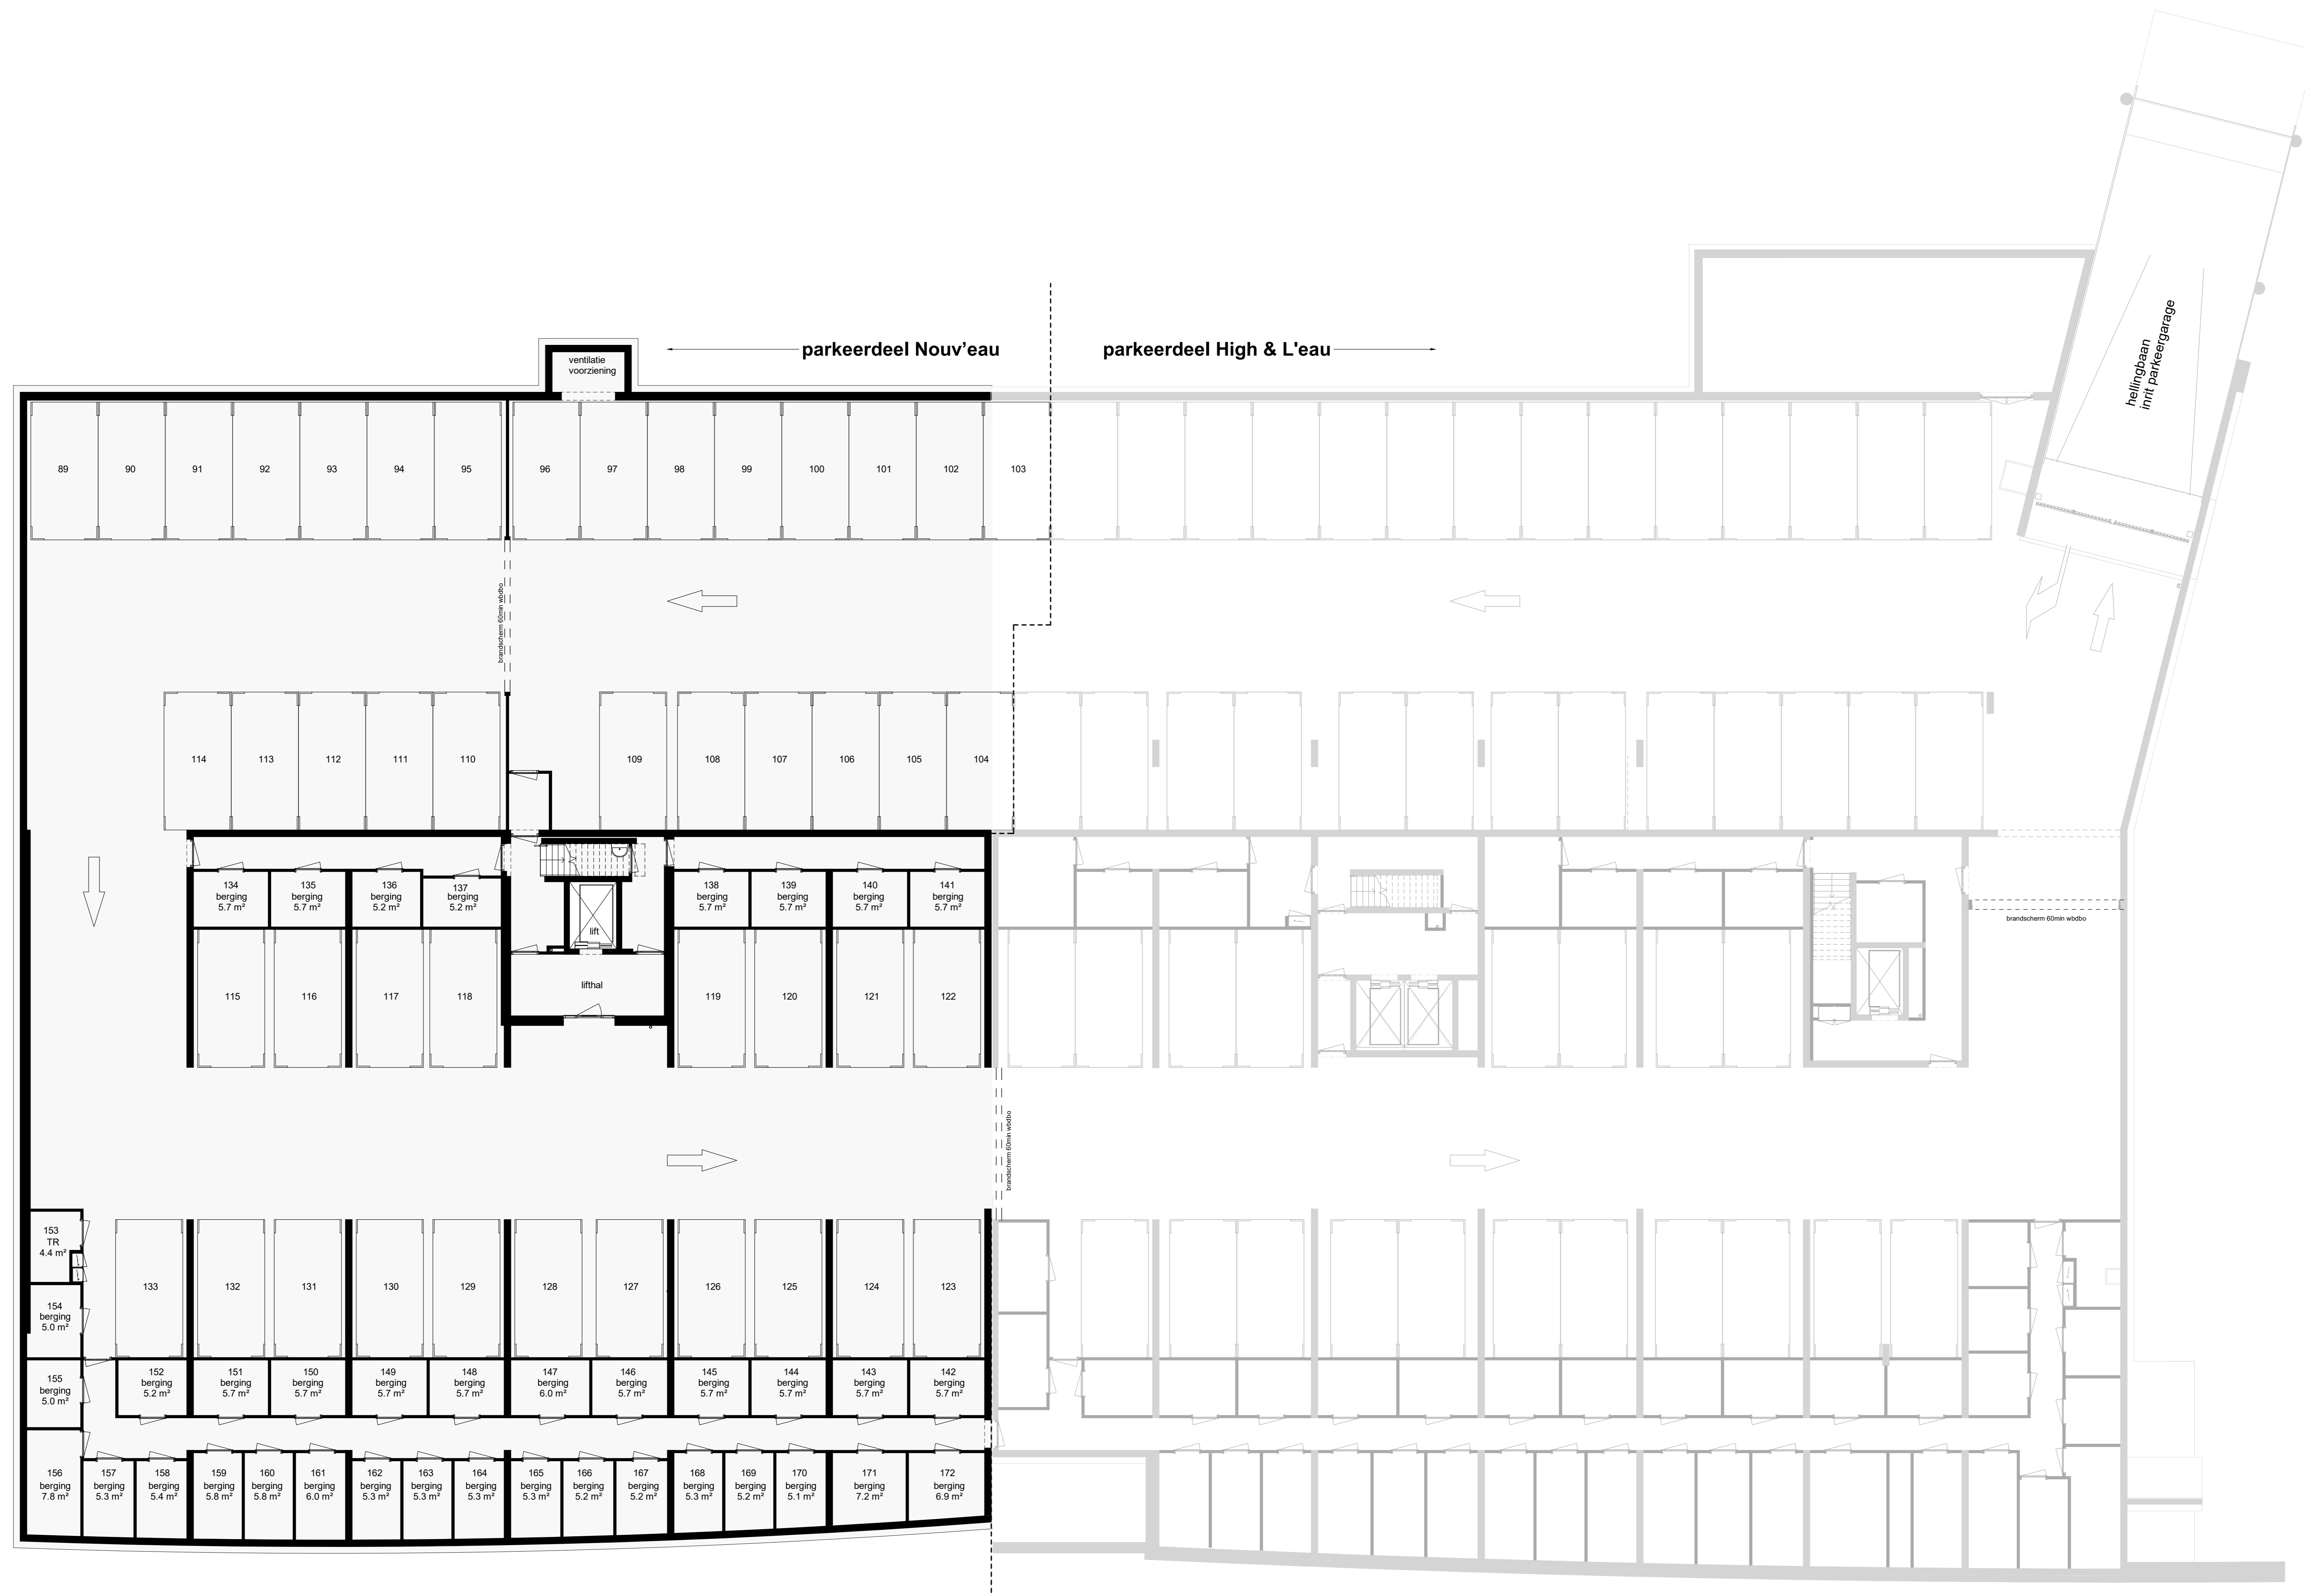 hellingbaan
inrit parkeergarage
parkeerdeel Nouv’eau
parkeerdeel High & L'eau
ventilatie
voorziening
89 90 91 92 93 94 95 96 97 98 99 100 101 102 103
brandscherm 60min wbdbo
114 113 112 111 110 109 108 107 106 105 104
134
berging
5.7 m²
135
berging
5.7 m²
136
berging
5.2 m²
137
berging
5.2 m²
138
berging
5.7 m²
139
berging
5.7 m²
140
berging
5.7 m²
141
berging
5.7 m²
brandscherm 60min wbdbo
lift
lifthal
115 116 117 118 119 120 121 122
brandscherm 60min wbdbo
153
TR
4.4 m²
133 132 131 130 129 128 127 126 125 124 123
154
berging
5.0 m²
155
berging
5.0 m²
152
berging
5.2 m²
151
berging
5.7 m²
150
berging
5.7 m²
149
berging
5.7 m²
148
berging
5.7 m²
147
berging
6.0 m²
146
berging
5.7 m²
145
berging
5.7 m²
144
berging
5.7 m²
143
berging
5.7 m²
142
berging
5.7 m²
156
berging
7.8 m²
157
berging
5.3 m²
158
berging
5.4 m²
159
berging
5.8 m²
160
berging
5.8 m²
161
berging
6.0 m²
162
berging
5.3 m²
163
berging
5.3 m²
164
berging
5.3 m²
165
berging
5.3 m²
166
berging
5.2 m²
167
berging
5.2 m²
168
berging
5.3 m²
169
berging
5.2 m²
170
berging
5.1 m²
171
berging
7.2 m²
172
berging
6.9 m²